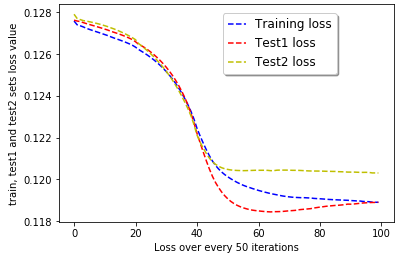 0.128
0.126
0.124
0.122
0.120
0.118
train, test1 and test2 sets loss value
Training loss
Test1 loss
Test2 loss
0 20 40 60 80 100
Loss over every 50 iterations